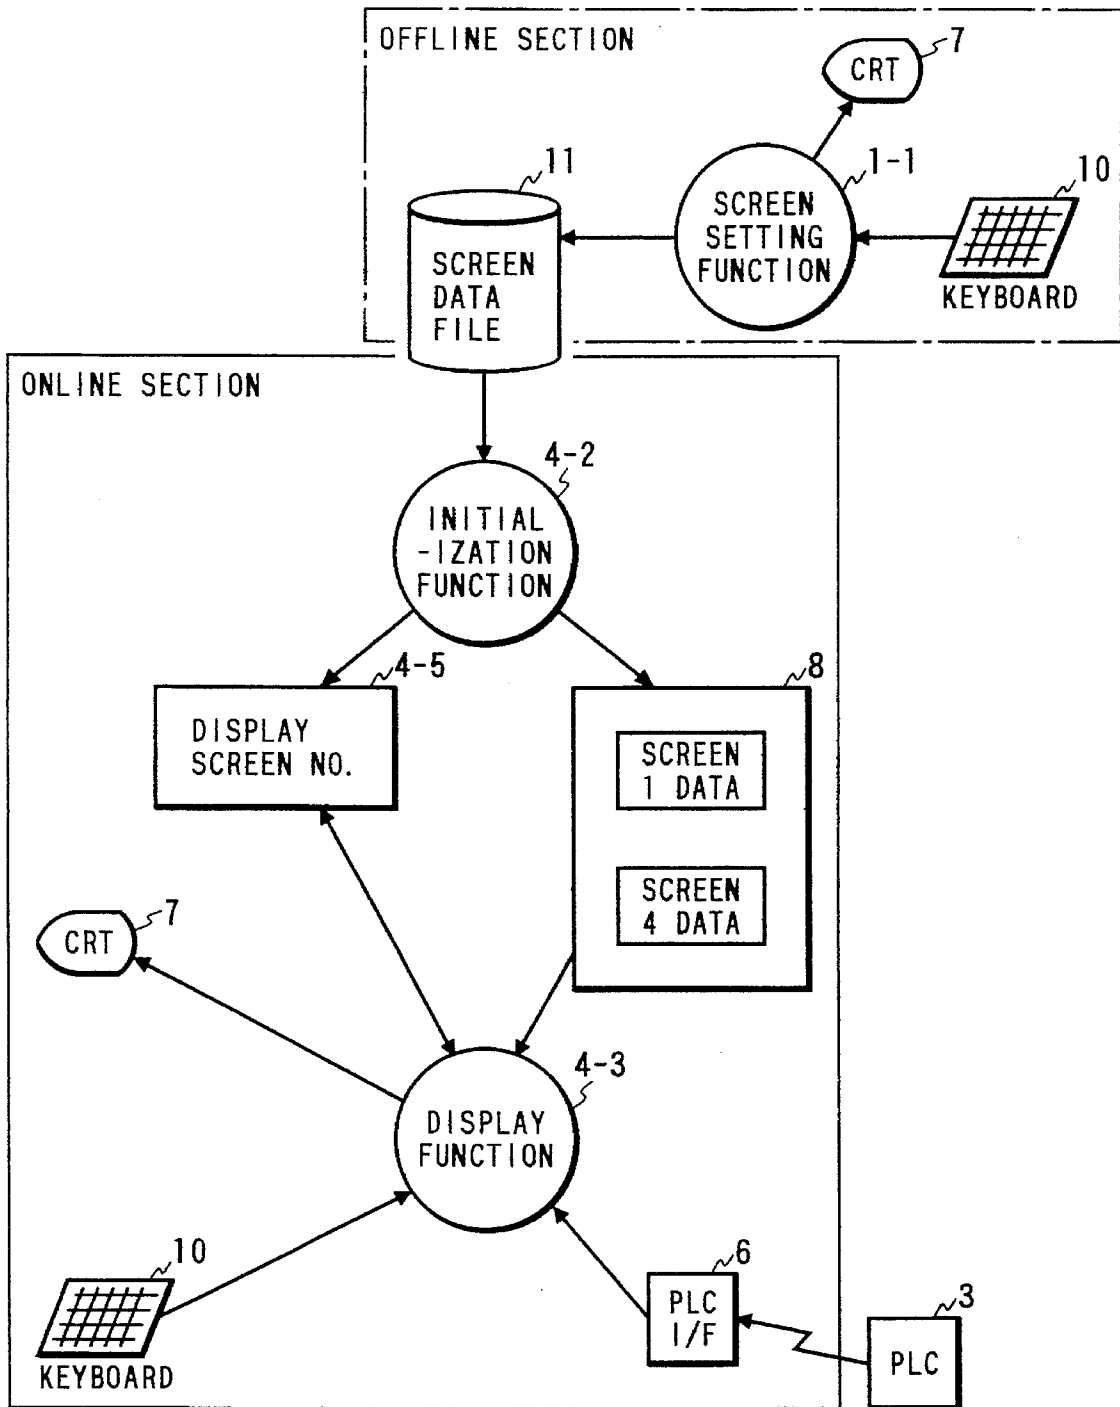 OFFLINE SECTION
7
CRT
11
1-1
10
SCREEN
SETTING
FUNCTION
KEYBOARD
SCREEN
DATA
FILE
ONLINE SECTION
4-2
INITIAL
-IZATION
FUNCTION
4-5
8
DISPLAY
SCREEN NO.
SCREEN
1 DATA
SCREEN
4 DATA
7
CRT
4-3
DISPLAY
FUNCTION
10
KEYBOARD
6
PLC
I/F
3
PLC